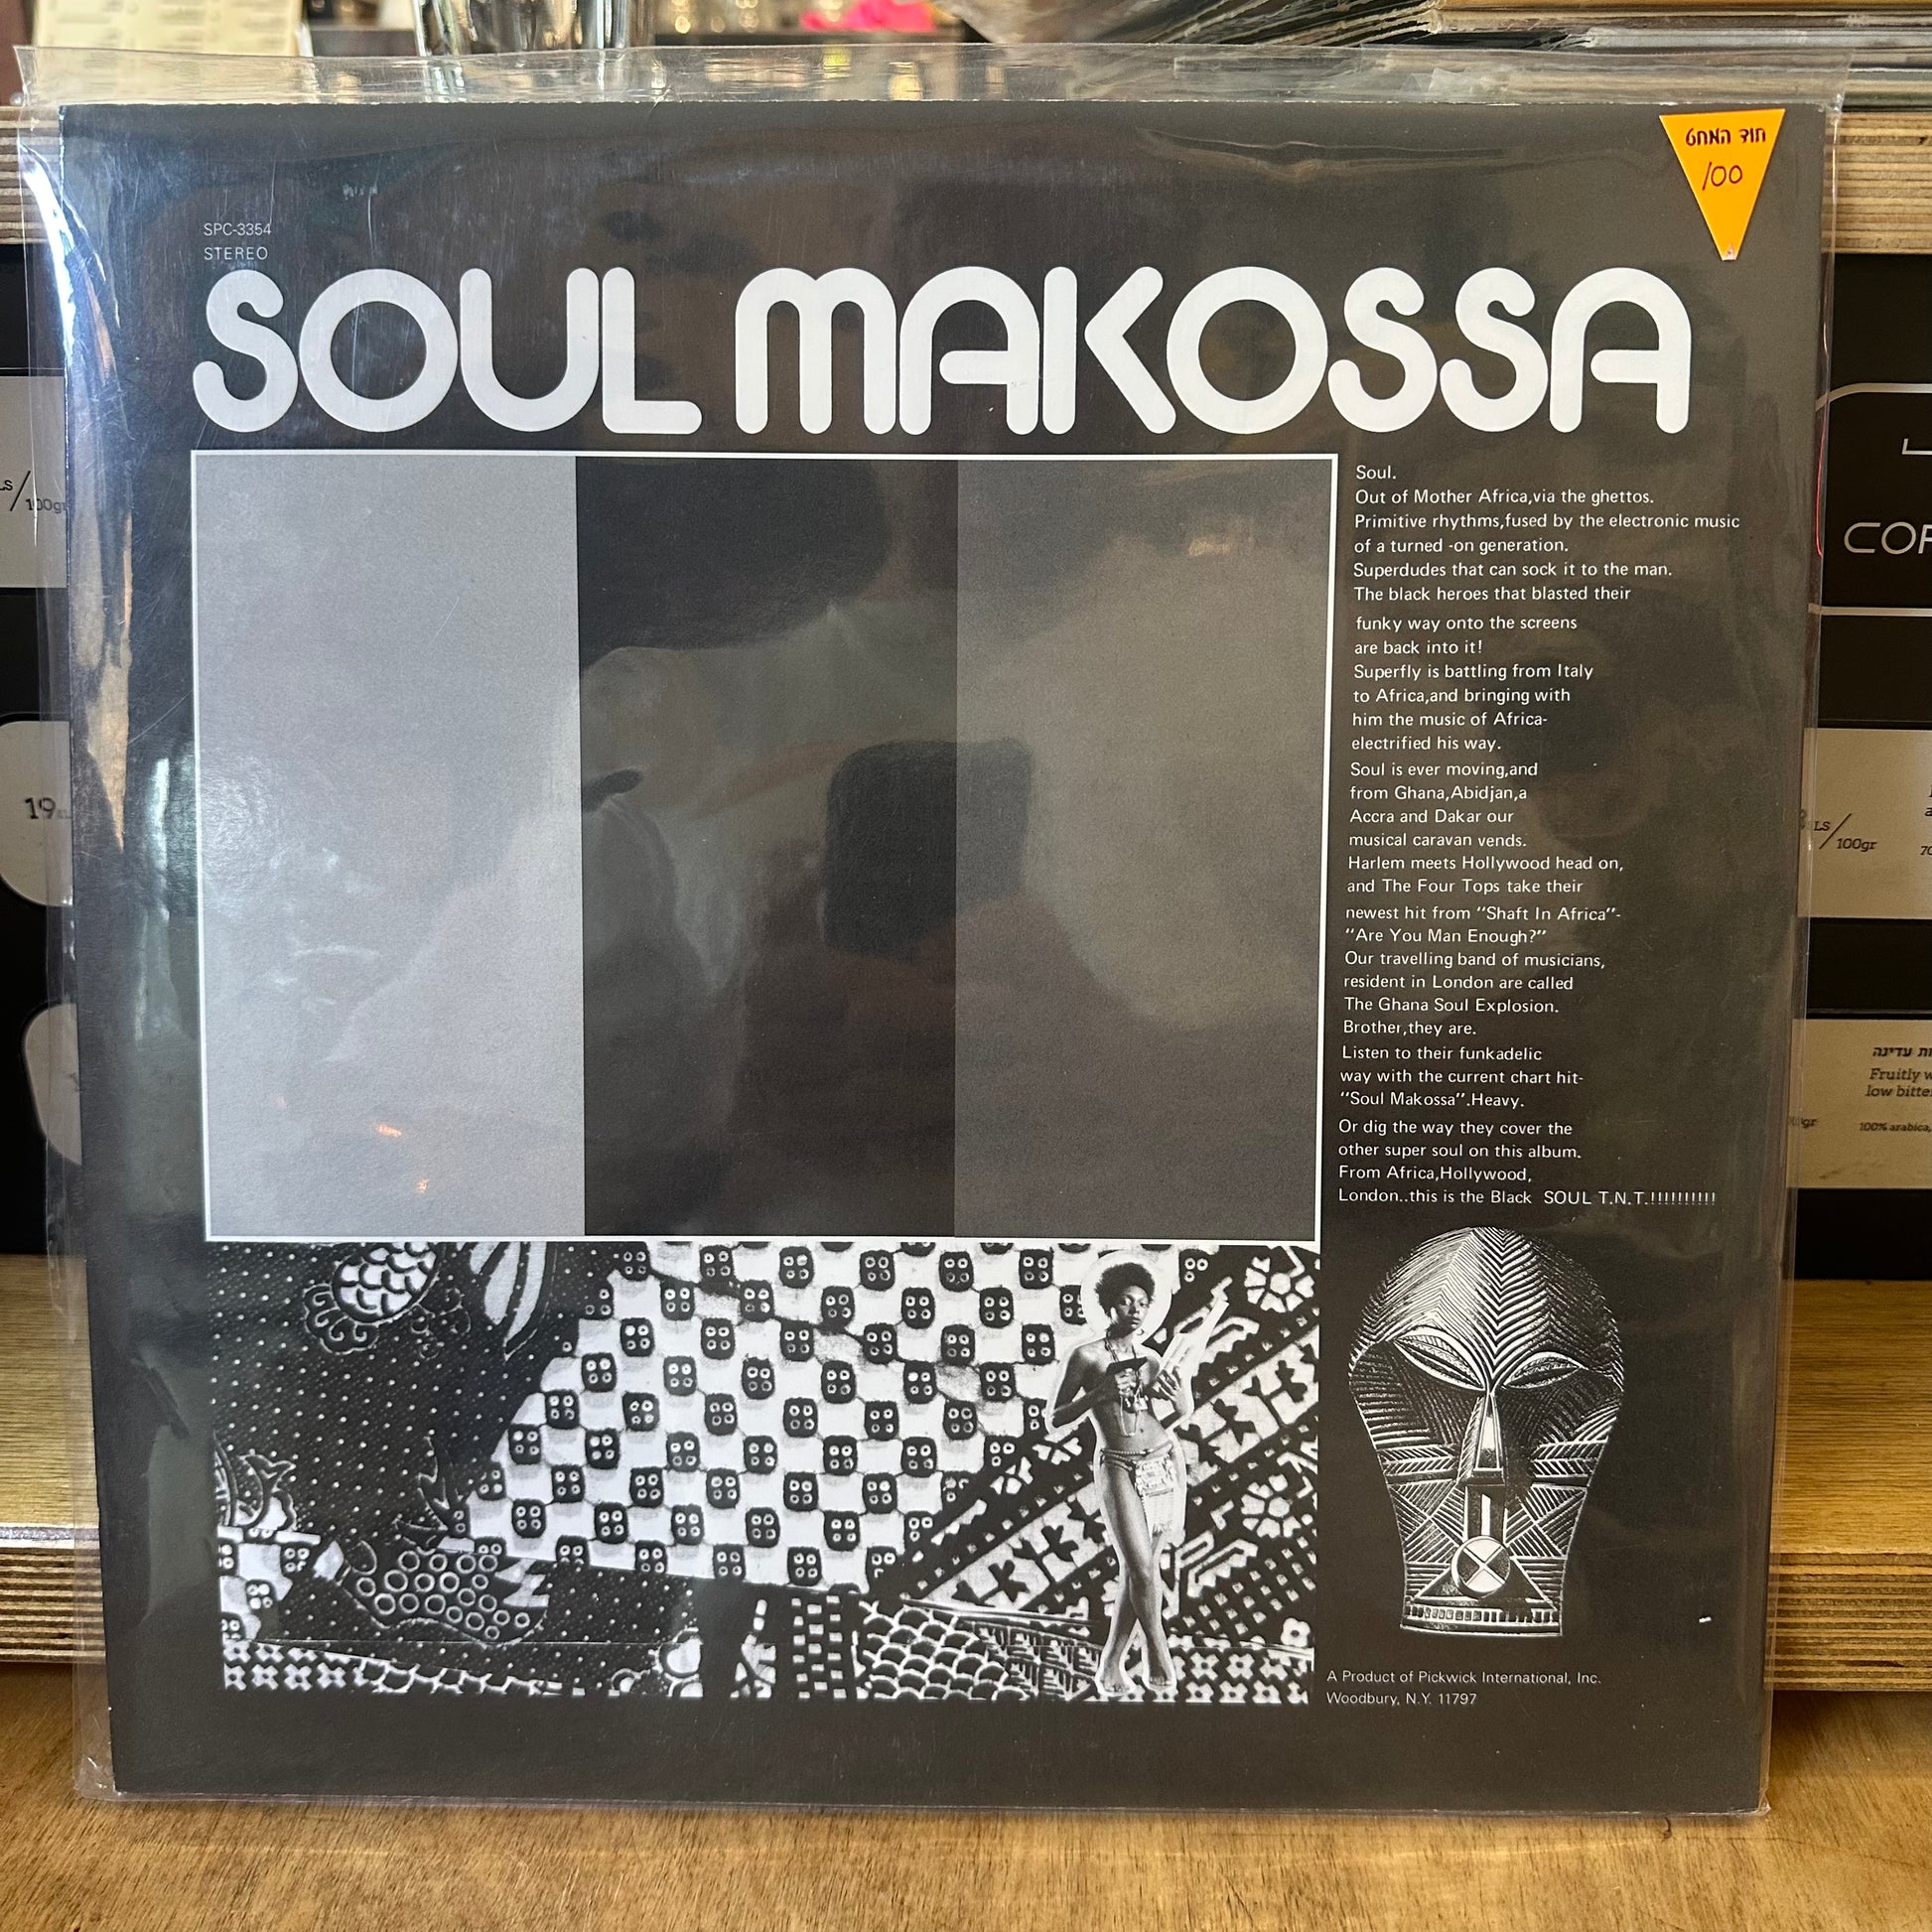 חוד המחט
100
SPC-3354
STEREO
SOUL MAKOSSA
Soul.
Out of Mother Africa,via the ghettos.
Primitive rhythms,fused by the electronic music
of a turned -on generation.
Superdudes that can sock it to the man.
The black heroes that blasted their
funky way onto the screens
are back into it!
Superfly is battling from Italy
to Africa,and bringing with
him the music of Africa-
electrified his way.
Soul is ever moving,and
from Ghana,Abidjan,a
Accra and Dakar our
musical caravan vends.
Harlem meets Hollywood head on,
and The Four Tops take their
newest hit from "Shaft In Africa"-
"Are You Man Enough?"
Our travelling band of musicians,
resident in London are called
The Ghana Soul Explosion.
Brother,they are.
Listen to their funkadelic
way with the current chart hit-
"Soul Makossa".Heavy.
Or dig the way they cover the
other super soul on this album.
From Africa,Hollywood,
London..this is the Black SOUL T.N.T.!!!!!!!!!!
A Product of Pickwick International, Inc.
Woodbury, N.Y. 11797
100gr
19
100gr
עדינה
Fruitly
low
100% arabica,